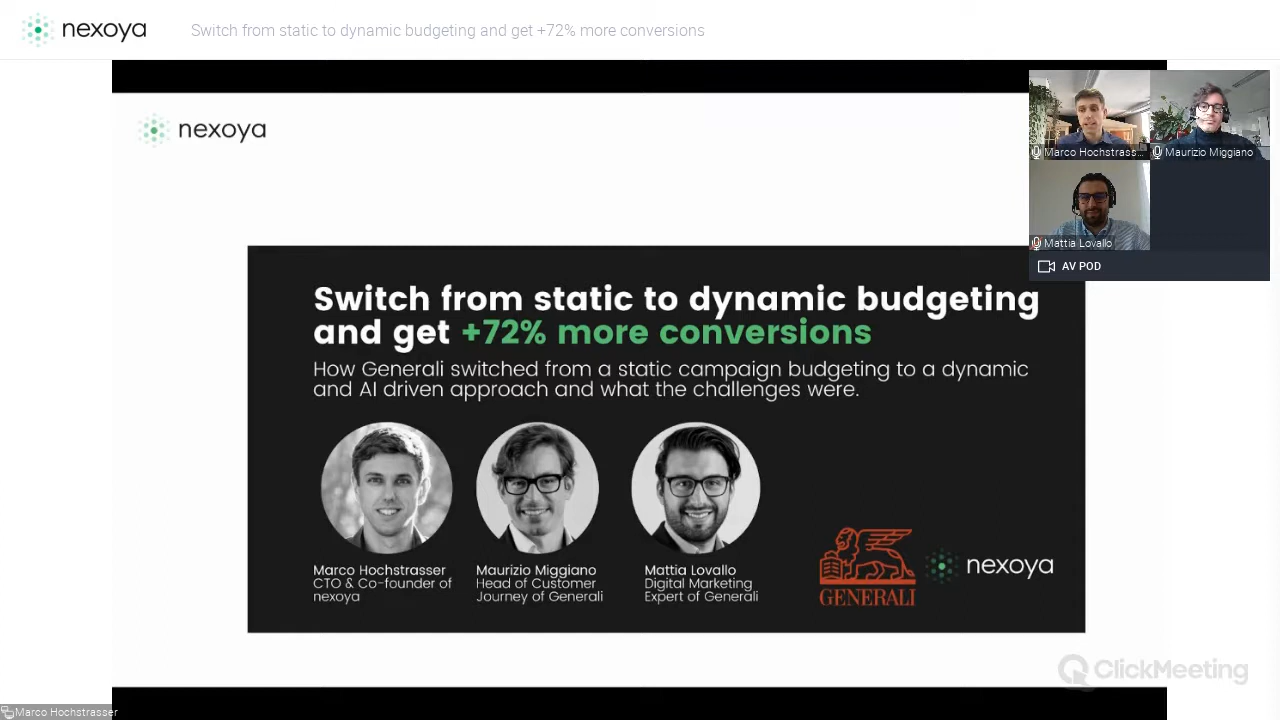 nexoya
Switch from static to dynamic budgeting and get +72% more conversions
nexoya
Marco Hochstrass...
Maurizio Miggiano
Mattia Lovallo
AV POD
Switch from static to dynamic budgeting
and get +72% more conversions
How Generali switched from a static campaign budgeting to a dynamic
and AI driven approach and what the challenges were.
Marco Hochstrasser
CTO & Co-founder of
nexoya
Maurizio Miggiano
Head of Customer
Journey of Generali
Mattia Lovallo
Digital Marketing
Expert of Generali
GENERALI
nexoya
ClickMeeting
Marco Hochstrasser